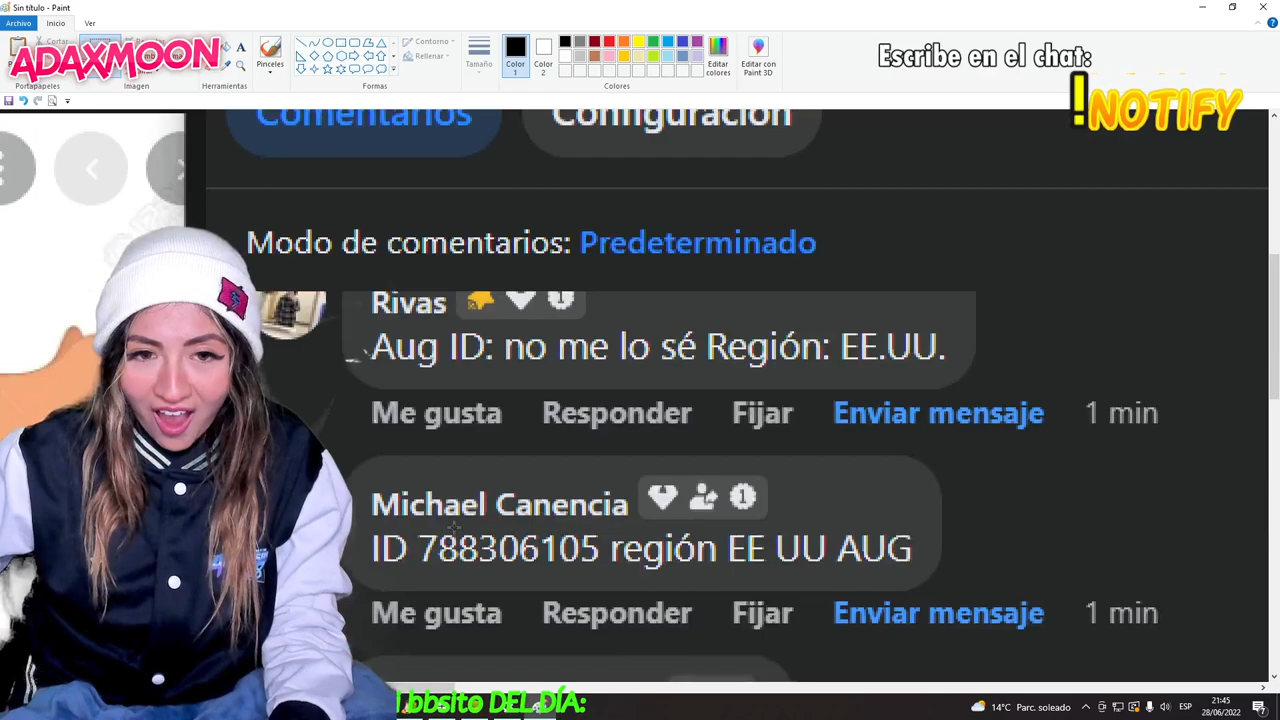 Sin título - Paint
Archivo Inicio Ver
Cortar
ADAXMOON
Portapapeles Imagen Herramientas Pinceles Formas Colores
Contorno
Rellenar
Tamaño
Color 1
Color 2
Editar colores
Editar con Paint 3D
Escribe en el chat:
!NOTIFY
Comentarios Configuración
Modo de comentarios: Predeterminado
Rivas 1
Aug ID: no me lo sé Región: EE.UU.
Me gusta Responder Fijar Enviar mensaje 1 min
Michael Canencia 1
ID 788306105 región EE UU AUG
Me gusta Responder Fijar Enviar mensaje 1 min
l bbsito DEL DÍA:
14°C Parc. soleado ESP 21:45
28/06/2022